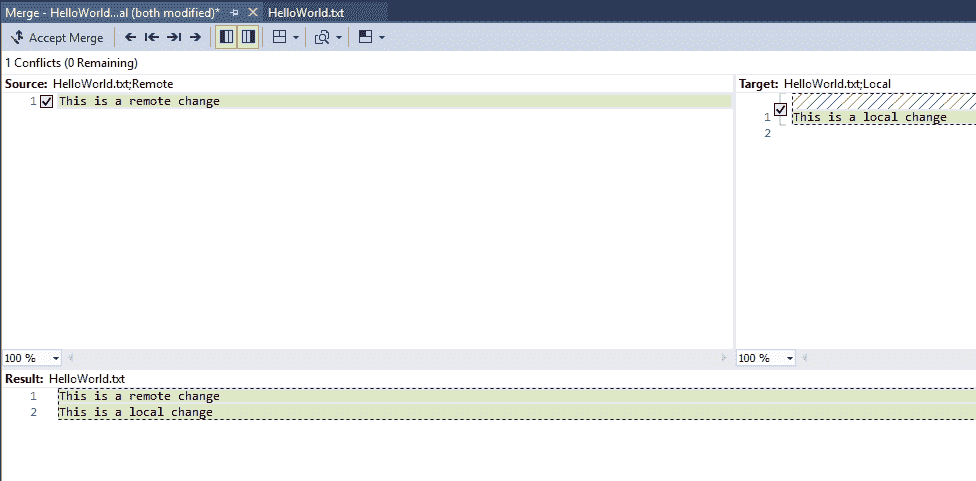 Merge - HelloWorld...al (both modified)* HelloWorld.txt
Accept Merge
1 Conflicts (0 Remaining)
Source: HelloWorld.txt;Remote
1 This is a remote change
Target: HelloWorld.txt;Local
1 This is a local change
2
100 %
100 %
Result: HelloWorld.txt
1 This is a remote change
2 This is a local change